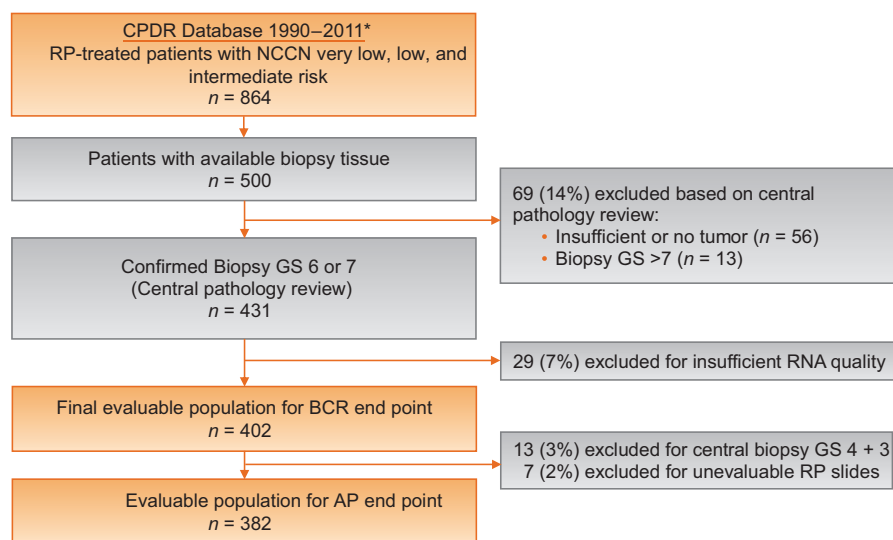 CPDR Database 1990–2011*
RP-treated patients with NCCN very low, low, and
intermediate risk
n = 864
Patients with available biopsy tissue
n = 500
69 (14%) excluded based on central
pathology review:
• Insufficient or no tumor (n = 56)
• Biopsy GS >7 (n = 13)
Confirmed Biopsy GS 6 or 7
(Central pathology review)
n = 431
29 (7%) excluded for insufficient RNA quality
Final evaluable population for BCR end point
n = 402
13 (3%) excluded for central biopsy GS 4 + 3
7 (2%) excluded for unevaluable RP slides
Evaluable population for AP end point
n = 382